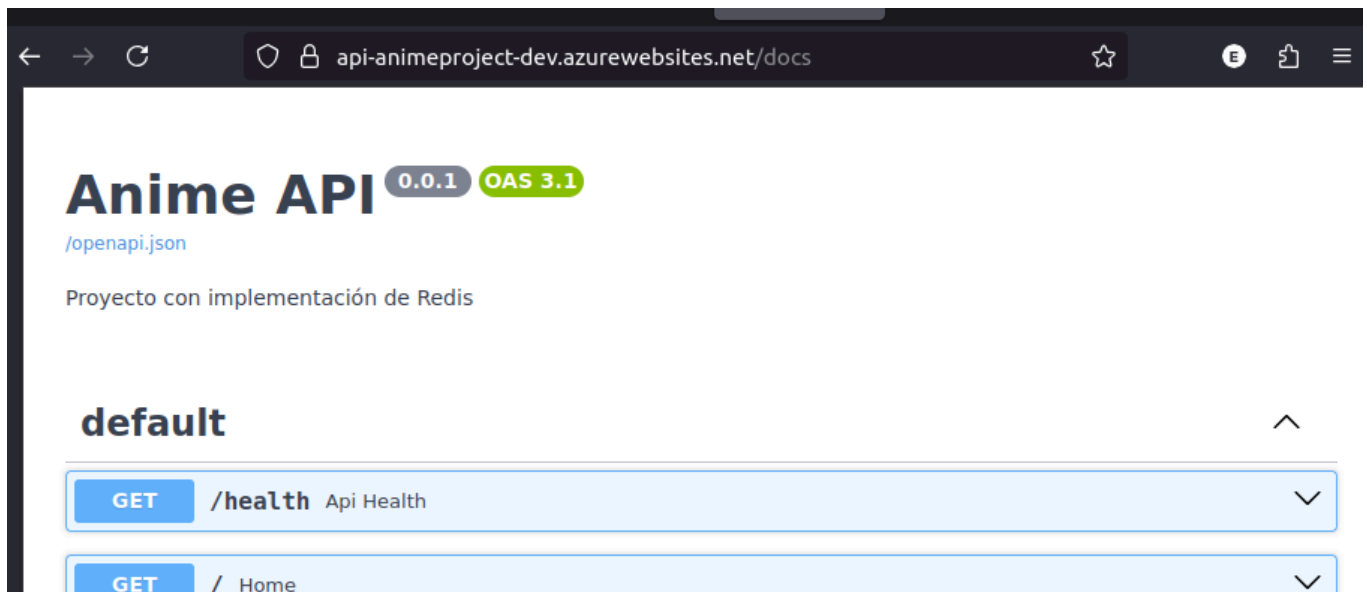 api-animeproject-dev.azurewebsites.net/docs
E
Anime API 0.0.1 OAS 3.1
/openapi.json
Proyecto con implementación de Redis
default
GET /health Api Health
GET / Home